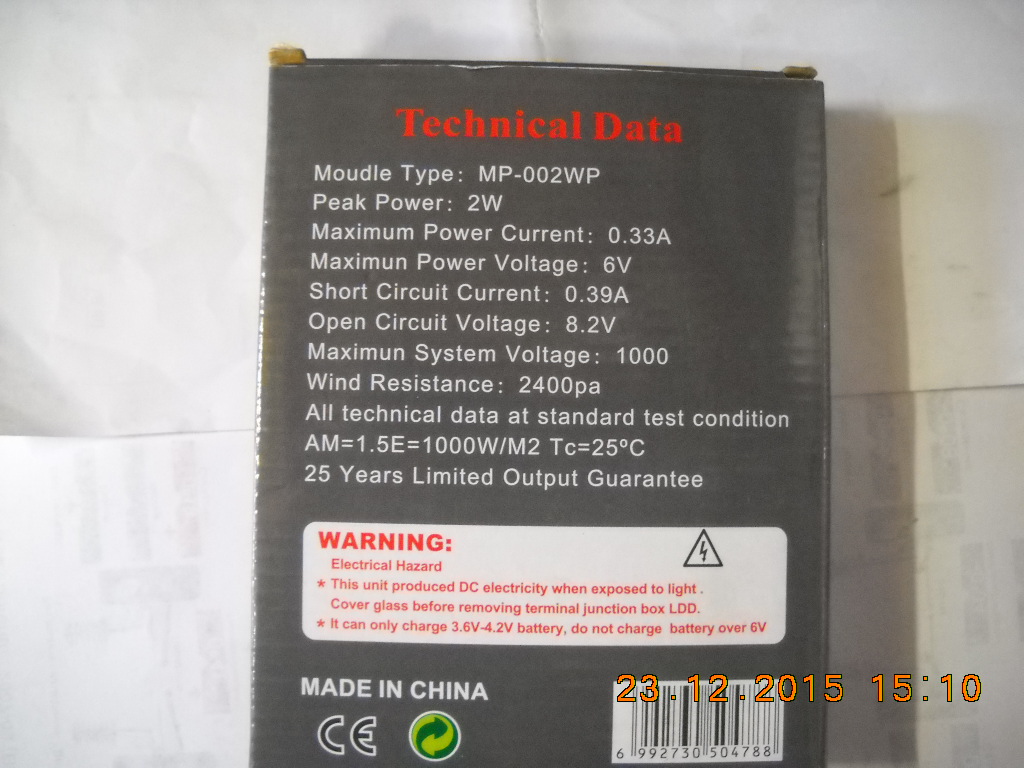 Technical Data
Moudle Type: MP-002WP
Peak Power: 2W
Maximum Power Current: 0.33A
Maximun Power Voltage: 6V
Short Circuit Current: 0.39A
Open Circuit Voltage: 8.2V
Maximun System Voltage: 1000
Wind Resistance: 2400pa
All technical data at standard test condition
AM=1.5E=1000W/M2 Tc=25ºC
25 Years Limited Output Guarantee
WARNING:
Electrical Hazard
* This unit produced DC electricity when exposed to light .
Cover glass before removing terminal junction box LDD.
* It can only charge 3.6V-4.2V battery, do not charge battery over 6V
MADE IN CHINA
CE
23.12.2015 15:10
6 992730 504788